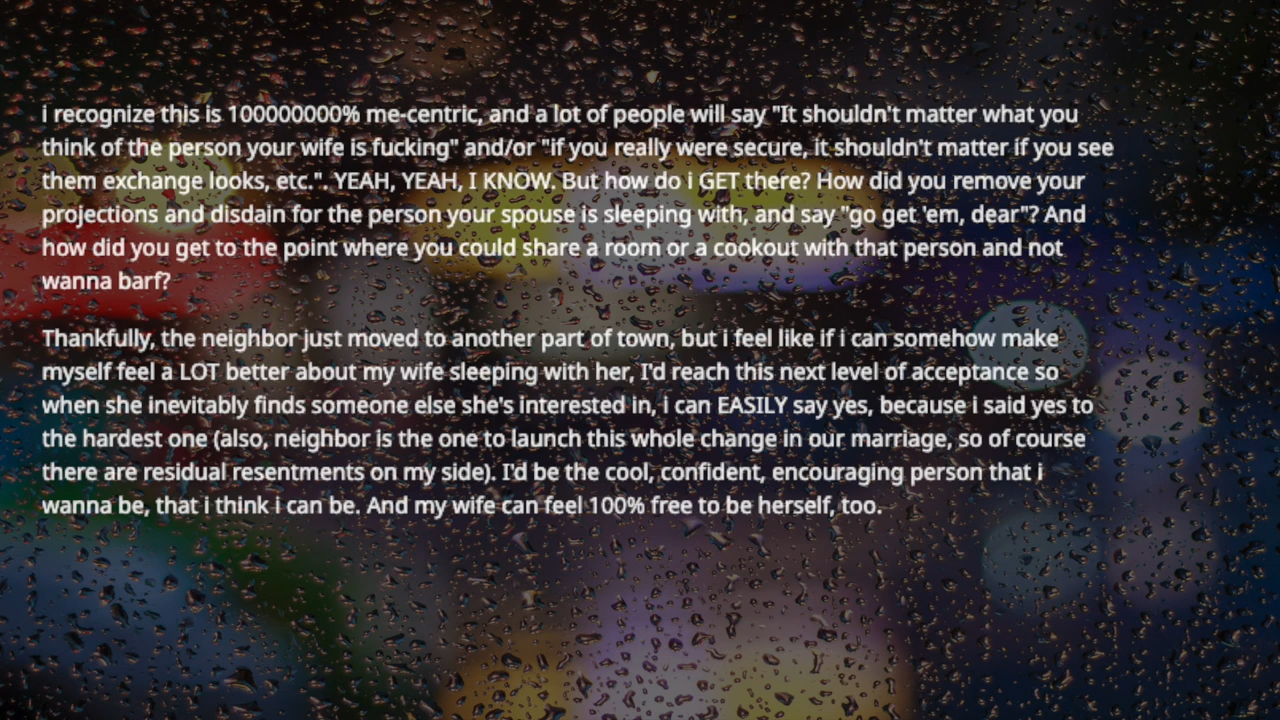 i recognize this is 100000000% me-centric, and a lot of people will say "It shouldn't matter what you
think of the person your wife is fucking" and/or "if you really were secure, it shouldn't matter if you see
them exchange looks, etc.". YEAH, YEAH, I KNOW. But how do i GET there? How did you remove your
projections and disdain for the person your spouse is sleeping with, and say "go get 'em, dear"? And
how did you get to the point where you could share a room or a cookout with that person and not
wanna barf?
Thankfully, the neighbor just moved to another part of town, but i feel like if i can somehow make
myself feel a LOT better about my wife sleeping with her, I'd reach this next level of acceptance so
when she inevitably finds someone else she's interested in, i can EASILY say yes, because i said yes to
the hardest one (also, neighbor is the one to launch this whole change in our marriage, so of course
there are residual resentments on my side). I'd be the cool, confident, encouraging person that i
wanna be, that i think i can be. And my wife can feel 100% free to be herself, too.